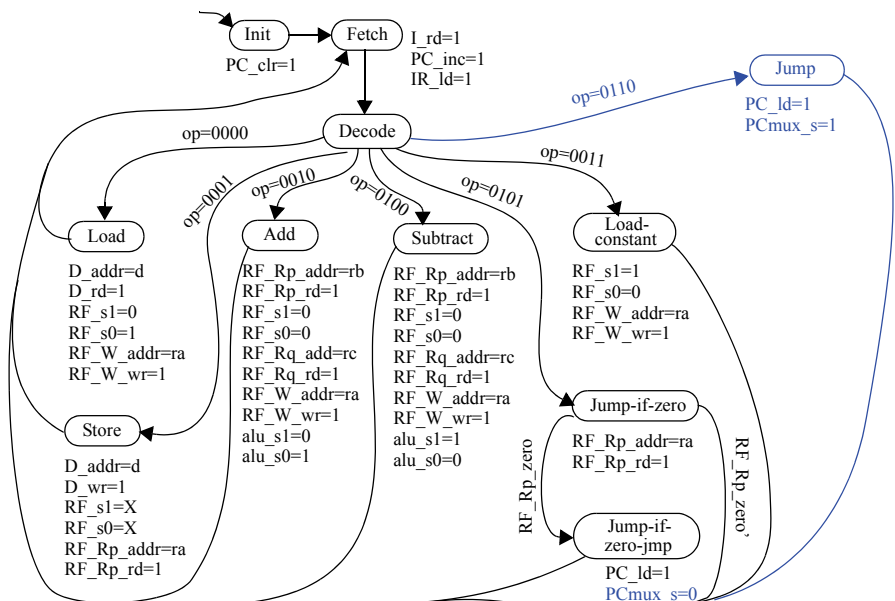 Init
PC_clr=1
Fetch
I_rd=1
PC_inc=1
IR_ld=1
Jump
PC_ld=1
PCmux_s=1
Decode
op=0000
op=0001
op=0010
op=0100
op=0101
op=0011
op=0110
Load
D_addr=d
D_rd=1
RF_s1=0
RF_s0=1
RF_W_addr=ra
RF_W_wr=1
Store
D_addr=d
D_wr=1
RF_s1=X
RF_s0=X
RF_Rp_addr=ra
RF_Rp_rd=1
Add
RF_Rp_addr=rb
RF_Rp_rd=1
RF_s1=0
RF_s0=0
RF_Rq_add=rc
RF_Rq_rd=1
RF_W_addr=ra
RF_W_wr=1
alu_s1=0
alu_s0=1
Subtract
RF_Rp_addr=rb
RF_Rp_rd=1
RF_s1=0
RF_s0=0
RF_Rq_addr=rc
RF_Rq_rd=1
RF_W_addr=ra
RF_W_wr=1
alu_s1=1
alu_s0=0
Load-
constant
RF_s1=1
RF_s0=0
RF_W_addr=ra
RF_W_wr=1
Jump-if-zero
RF_Rp_addr=ra
RF_Rp_rd=1
RF_Rp_zero
RF_Rp_zero’
Jump-if-
zero-jmp
PC_ld=1
PCmux_s=0